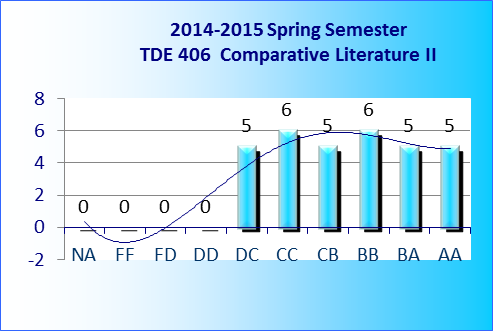 2014-2015 Spring Semester
TDE 406 Comparative Literature II
8
6
4
2
0
-2
0 0 0 0 5 6 5 6 5 5
NA FF FD DD DC CC CB BB BA AA